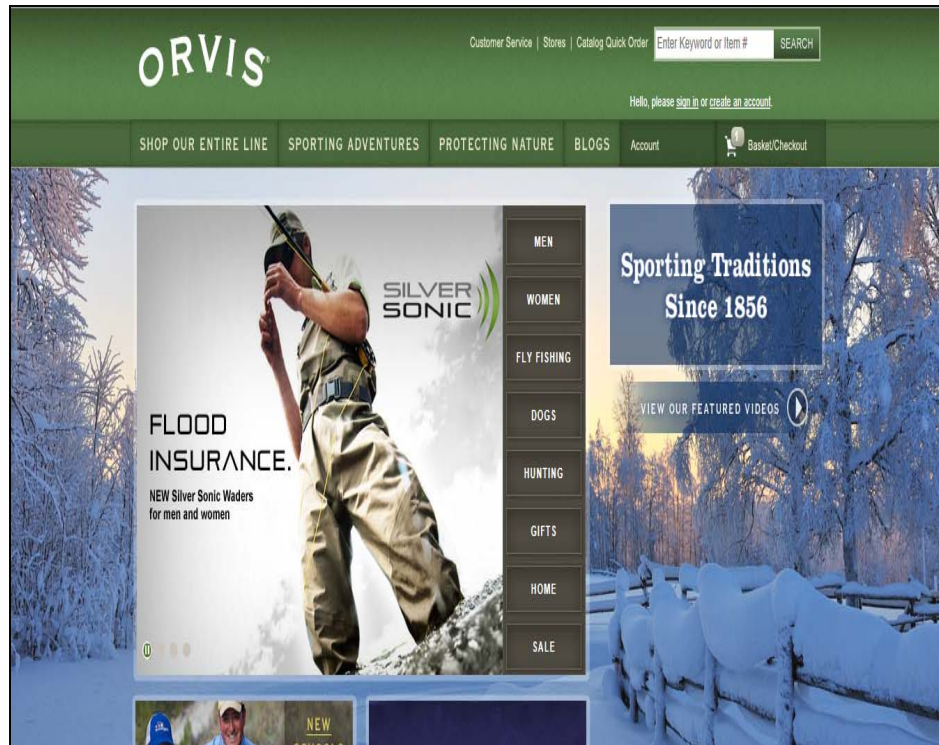 ORVIS
Customer Service | Stores | Catalog Quick Order
Enter Keyword or Item #
SEARCH
Hello, please sign in or create an account.
SHOP OUR ENTIRE LINE
SPORTING ADVENTURES
PROTECTING NATURE
BLOGS
Account
1
Basket/Checkout
SILVER
SONIC
FLOOD
INSURANCE.
NEW Silver Sonic Waders
for men and women
MEN
WOMEN
FLY FISHING
DOGS
HUNTING
GIFTS
HOME
SALE
Sporting Traditions
Since 1856
VIEW OUR FEATURED VIDEOS
NEW